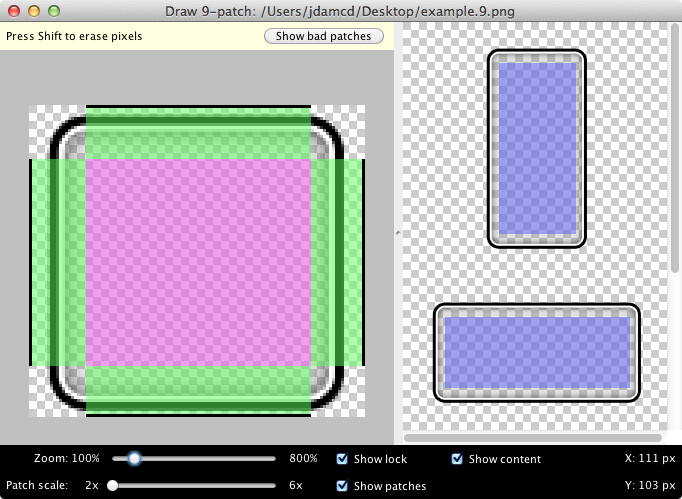 Draw 9-patch: /Users/jdamcd/Desktop/example.9.png
Press Shift to erase pixels
Show bad patches
Zoom: 100%
800%
Show lock
Show content
X: 111 px
Patch scale:
2x
6x
Show patches
Y: 103 px